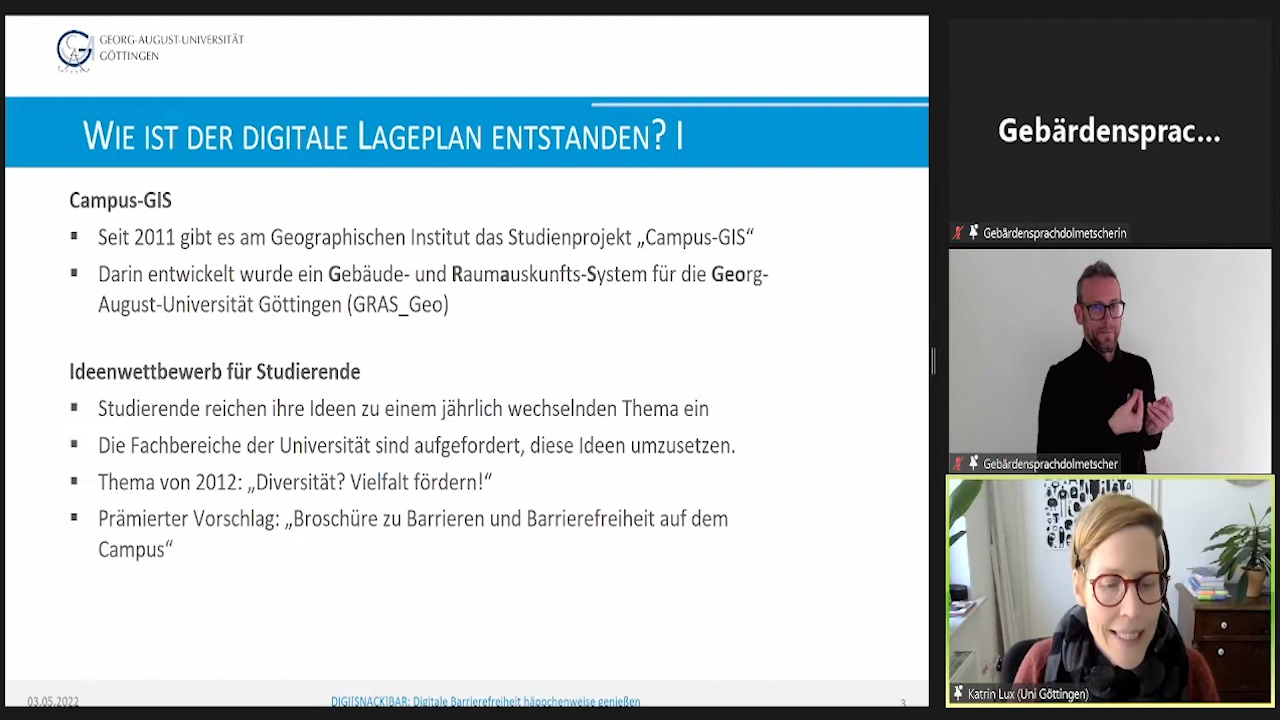 GEORG-AUGUST-UNIVERSITÄT
GÖTTINGEN
WIE IST DER DIGITALE LAGEPLAN ENTSTANDEN? I
Campus-GIS
▪ Seit 2011 gibt es am Geographischen Institut das Studienprojekt „Campus-GIS“
▪ Darin entwickelt wurde ein Gebäude- und Raumauskunfts-System für die Georg-
August-Universität Göttingen (GRAS_Geo)
Ideenwettbewerb für Studierende
▪ Studierende reichen ihre Ideen zu einem jährlich wechselnden Thema ein
▪ Die Fachbereiche der Universität sind aufgefordert, diese Ideen umzusetzen.
▪ Thema von 2012: „Diversität? Vielfalt fördern!“
▪ Prämierter Vorschlag: „Broschüre zu Barrieren und Barrierefreiheit auf dem
Campus“
03.05.2022
DIGI[SNACK]BAR: Digitale Barrierefreiheit häppchenweise genießen
3
Gebärdensprac...
Gebärdensprachdolmetscherin
Gebärdensprachdolmetscher
Katrin Lux (Uni Göttingen)